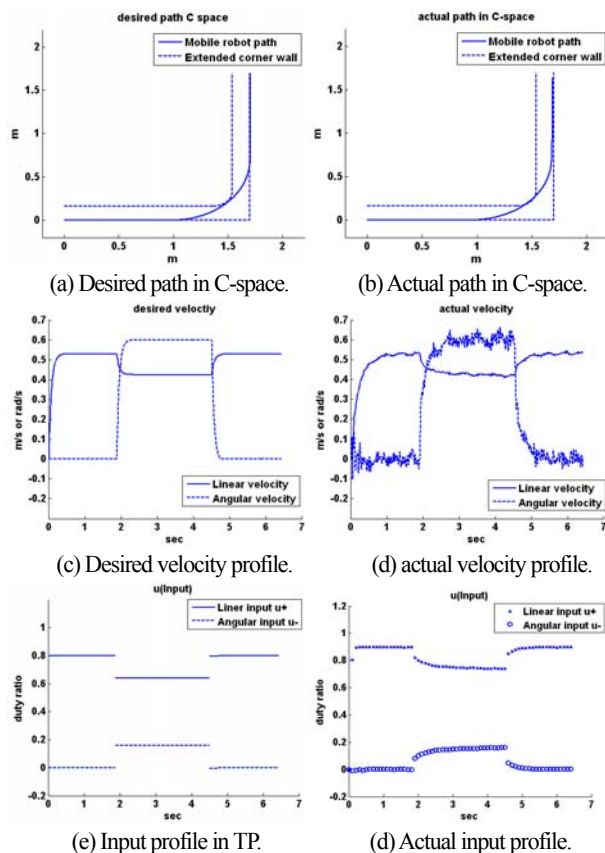 desired path C space
actual path in C-space
Mobile robot path
Extended corner wall
Mobile robot path
Extended corner wall
2
1.5
1
0.5
0
m
0 0.5 1 1.5 2
m
2
1.5
1
0.5
0
m
0 0.5 1 1.5 2
m
(a) Desired path in C-space.
(b) Actual path in C-space.
desired veloctiy
actual velocity
0.7
0.6
0.5
0.4
0.3
0.2
0.1
0
-0.1
-0.2
m/s or rad/s
Linear velocity
Angular velocity
0 1 2 3 4 5 6 7
sec
0.7
0.6
0.5
0.4
0.3
0.2
0.1
0
-0.1
-0.2
m/s or rad/s
Linear velocity
Angular velocity
0 1 2 3 4 5 6 7
sec
(c) Desired velocity profile.
(d) actual velocity profile.
u(Input)
u(Input)
Liner input u+
Angular input u-
Linear input u+
Angular input u-
1
0.8
0.6
0.4
0.2
0
-0.2
duty ratio
0 1 2 3 4 5 6 7
sec
1.2
1
0.8
0.6
0.4
0.2
0
-0.2
duty ratio
0 1 2 3 4 5 6 7
sec
(e) Input profile in TP.
(d) Actual input profile.